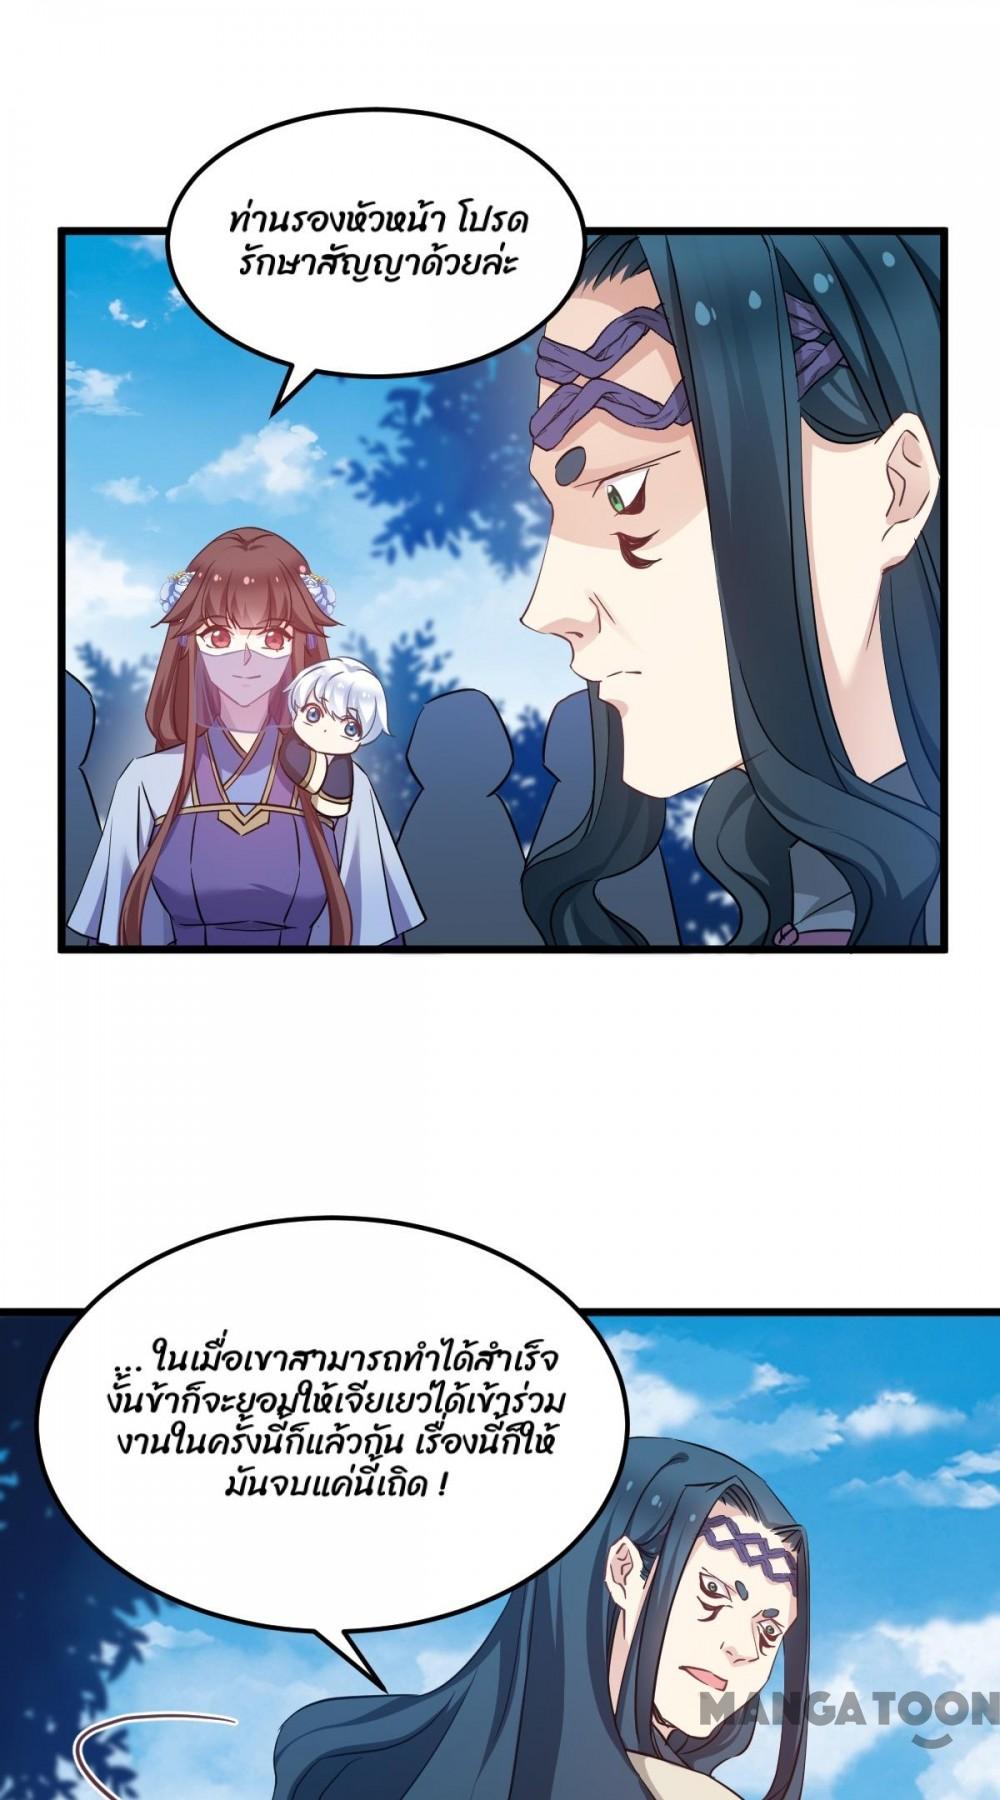 ท่านรองหัวหน้า โปรด
รักษาสัญญาด้วยล่ะ
... ในเมื่อเขาสามารถทำได้สำเร็จ
งั้นข้าก็จะยอมให้เจียเยว่ได้เข้าร่วม
งานในครั้งนี้ก็แล้วกัน เรื่องนี้ก็ให้
มันจบแค่นี้เถิด !
MANGATOON